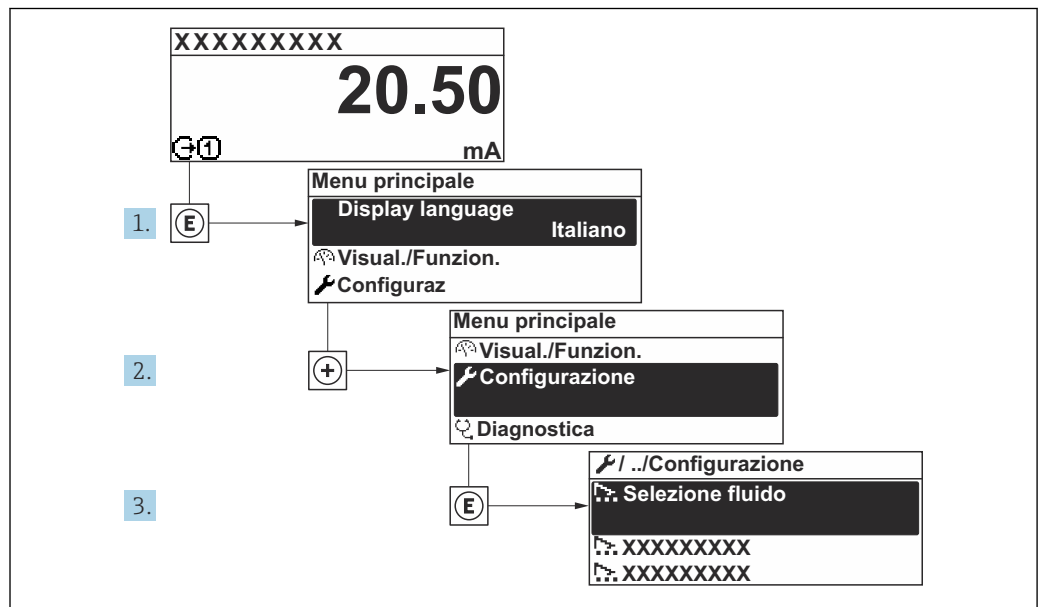 XXXXXXXXX
20.50
1
mA
1.
E
Menu principale
Display language
Italiano
Visual./Funzion.
Configuraz
2.
+
Menu principale
Visual./Funzion.
Configurazione
Diagnostica
3.
E
/ ../Configurazione
Selezione fluido
XXXXXXXXX
XXXXXXXXX